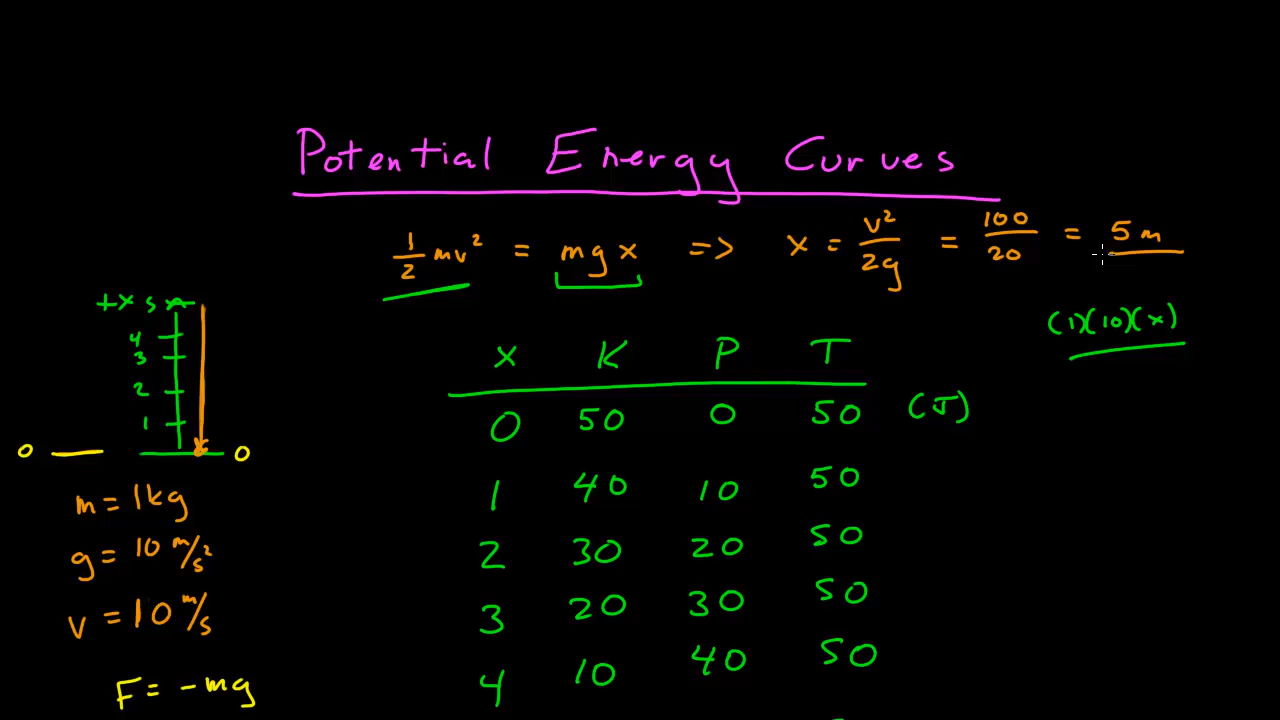 Potential Energy Curves
1/2 mv² = mgx => x = v²/2g = 100/20 = 5m
+x 5
4
3
2
1
0 0
(1)(10)(x)
x K P T
0 50 0 50 (J)
1 40 10 50
2 30 20 50
3 20 30 50
4 10 40 50
m = 1kg
g = 10 m/s²
v = 10 m/s
F = -mg